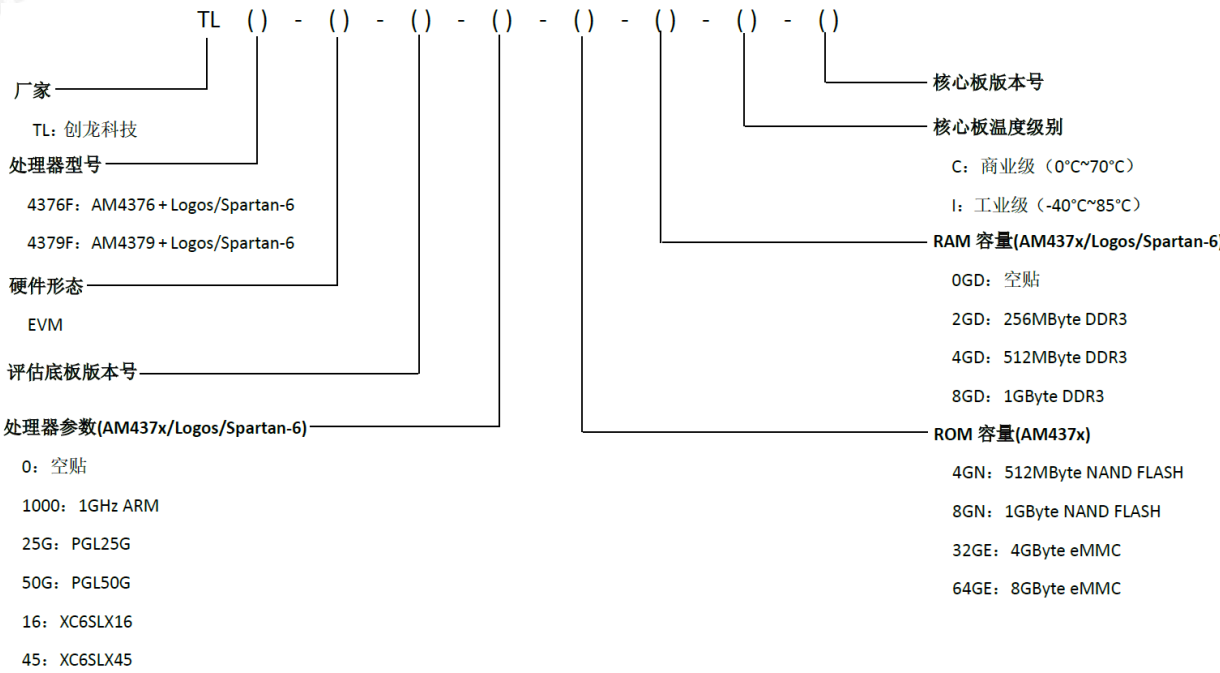 TL () - () - () - () - () - () - () - ()
厂家
TL：创龙科技
处理器型号
4376F：AM4376 + Logos/Spartan-6
4379F：AM4379 + Logos/Spartan-6
硬件形态
EVM
评估底板版本号
处理器参数(AM437x/Logos/Spartan-6)
0：空贴
1000：1GHz ARM
25G：PGL25G
50G：PGL50G
16：XC6SLX16
45：XC6SLX45
核心板版本号
核心板温度级别
C：商业级（0°C~70°C）
I：工业级（-40°C~85°C）
RAM 容量(AM437x/Logos/Spartan-6)
0GD：空贴
2GD：256MByte DDR3
4GD：512MByte DDR3
8GD：1GByte DDR3
ROM 容量(AM437x)
4GN：512MByte NAND FLASH
8GN：1GByte NAND FLASH
32GE：4GByte eMMC
64GE：8GByte eMMC